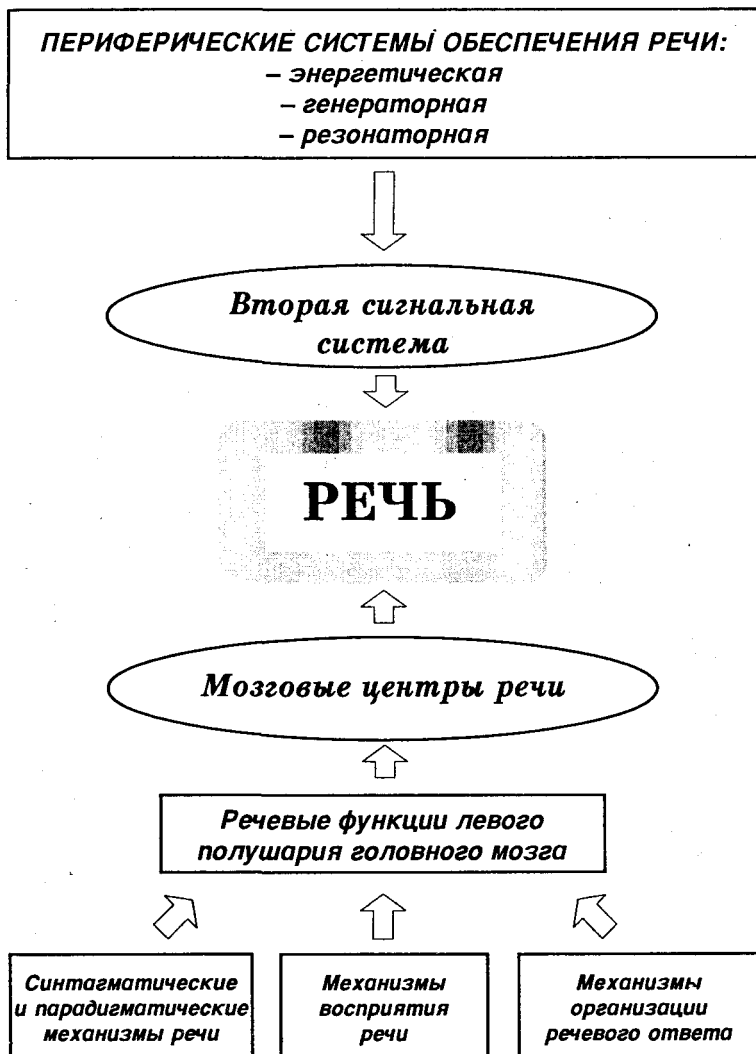 ПЕРИФЕРИЧЕСКИЕ СИСТЕМЫ ОБЕСПЕЧЕНИЯ РЕЧИ:
– энергетическая
– генераторная
– резонаторная
Вторая сигнальная
система
РЕЧЬ
Мозговые центры речи
Речевые функции левого
полушария головного мозга
Синтагматические
и парадигматические
механизмы речи
Механизмы
восприятия
речи
Механизмы
организации
речевого ответа